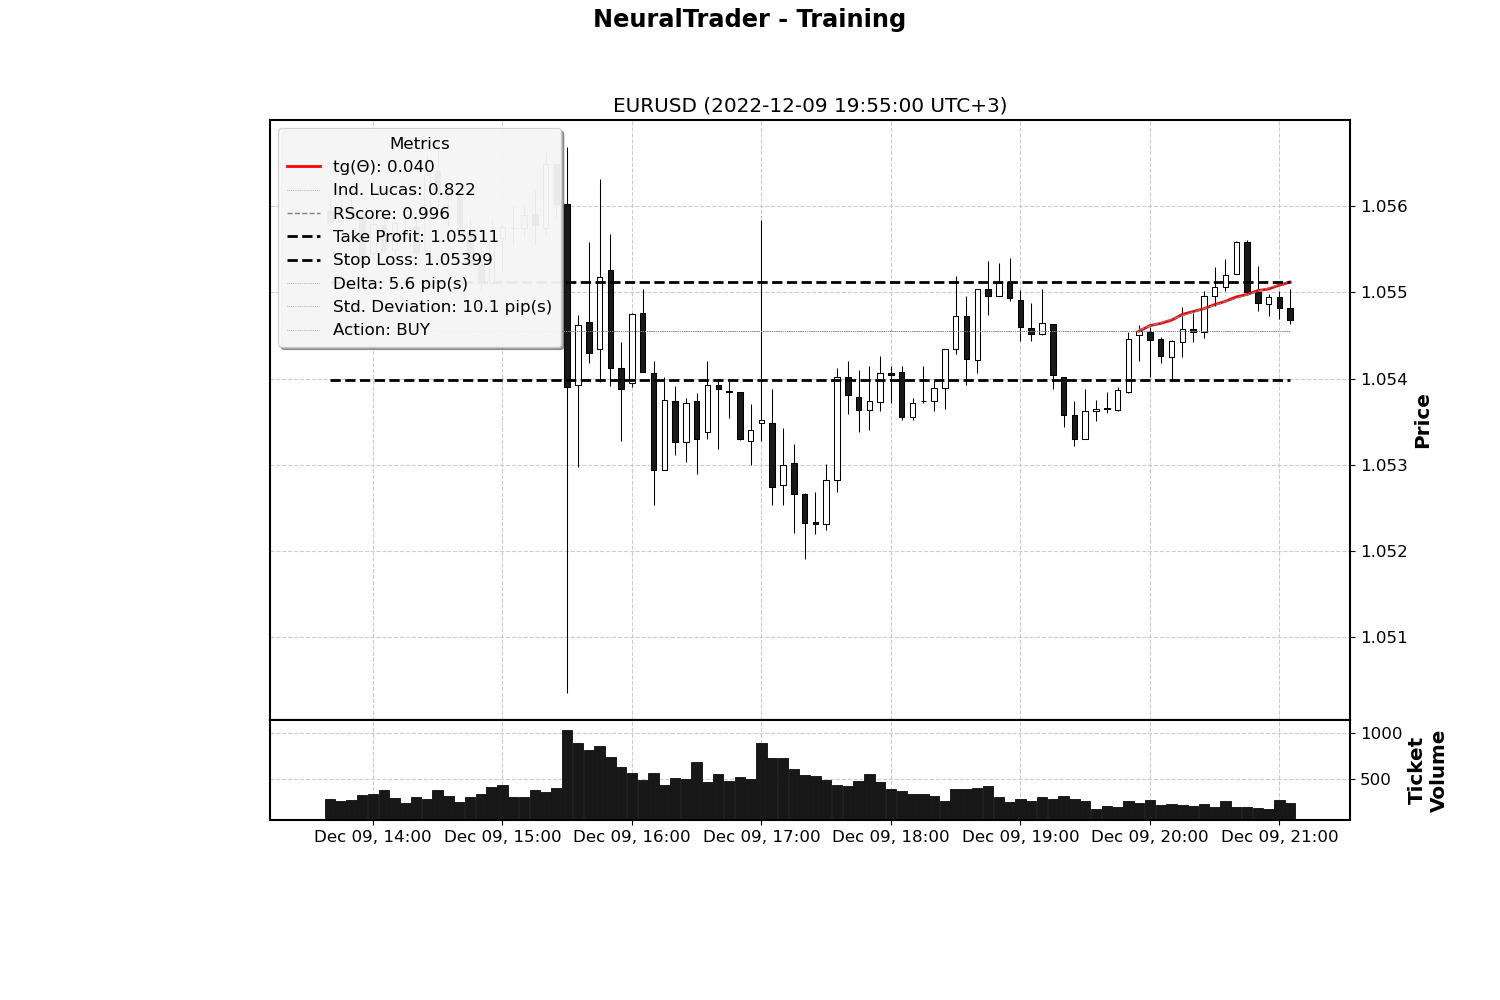 NeuralTrader - Training
EURUSD (2022-12-09 19:55:00 UTC+3)
Metrics
tg(Θ): 0.040
Ind. Lucas: 0.822
RScore: 0.996
Take Profit: 1.05511
Stop Loss: 1.05399
Delta: 5.6 pip(s)
Std. Deviation: 10.1 pip(s)
Action: BUY
1.056
1.055
1.054
1.053
1.052
1.051
Price
1000
500
Ticket
Volume
Dec 09, 14:00
Dec 09, 15:00
Dec 09, 16:00
Dec 09, 17:00
Dec 09, 18:00
Dec 09, 19:00
Dec 09, 20:00
Dec 09, 21:00